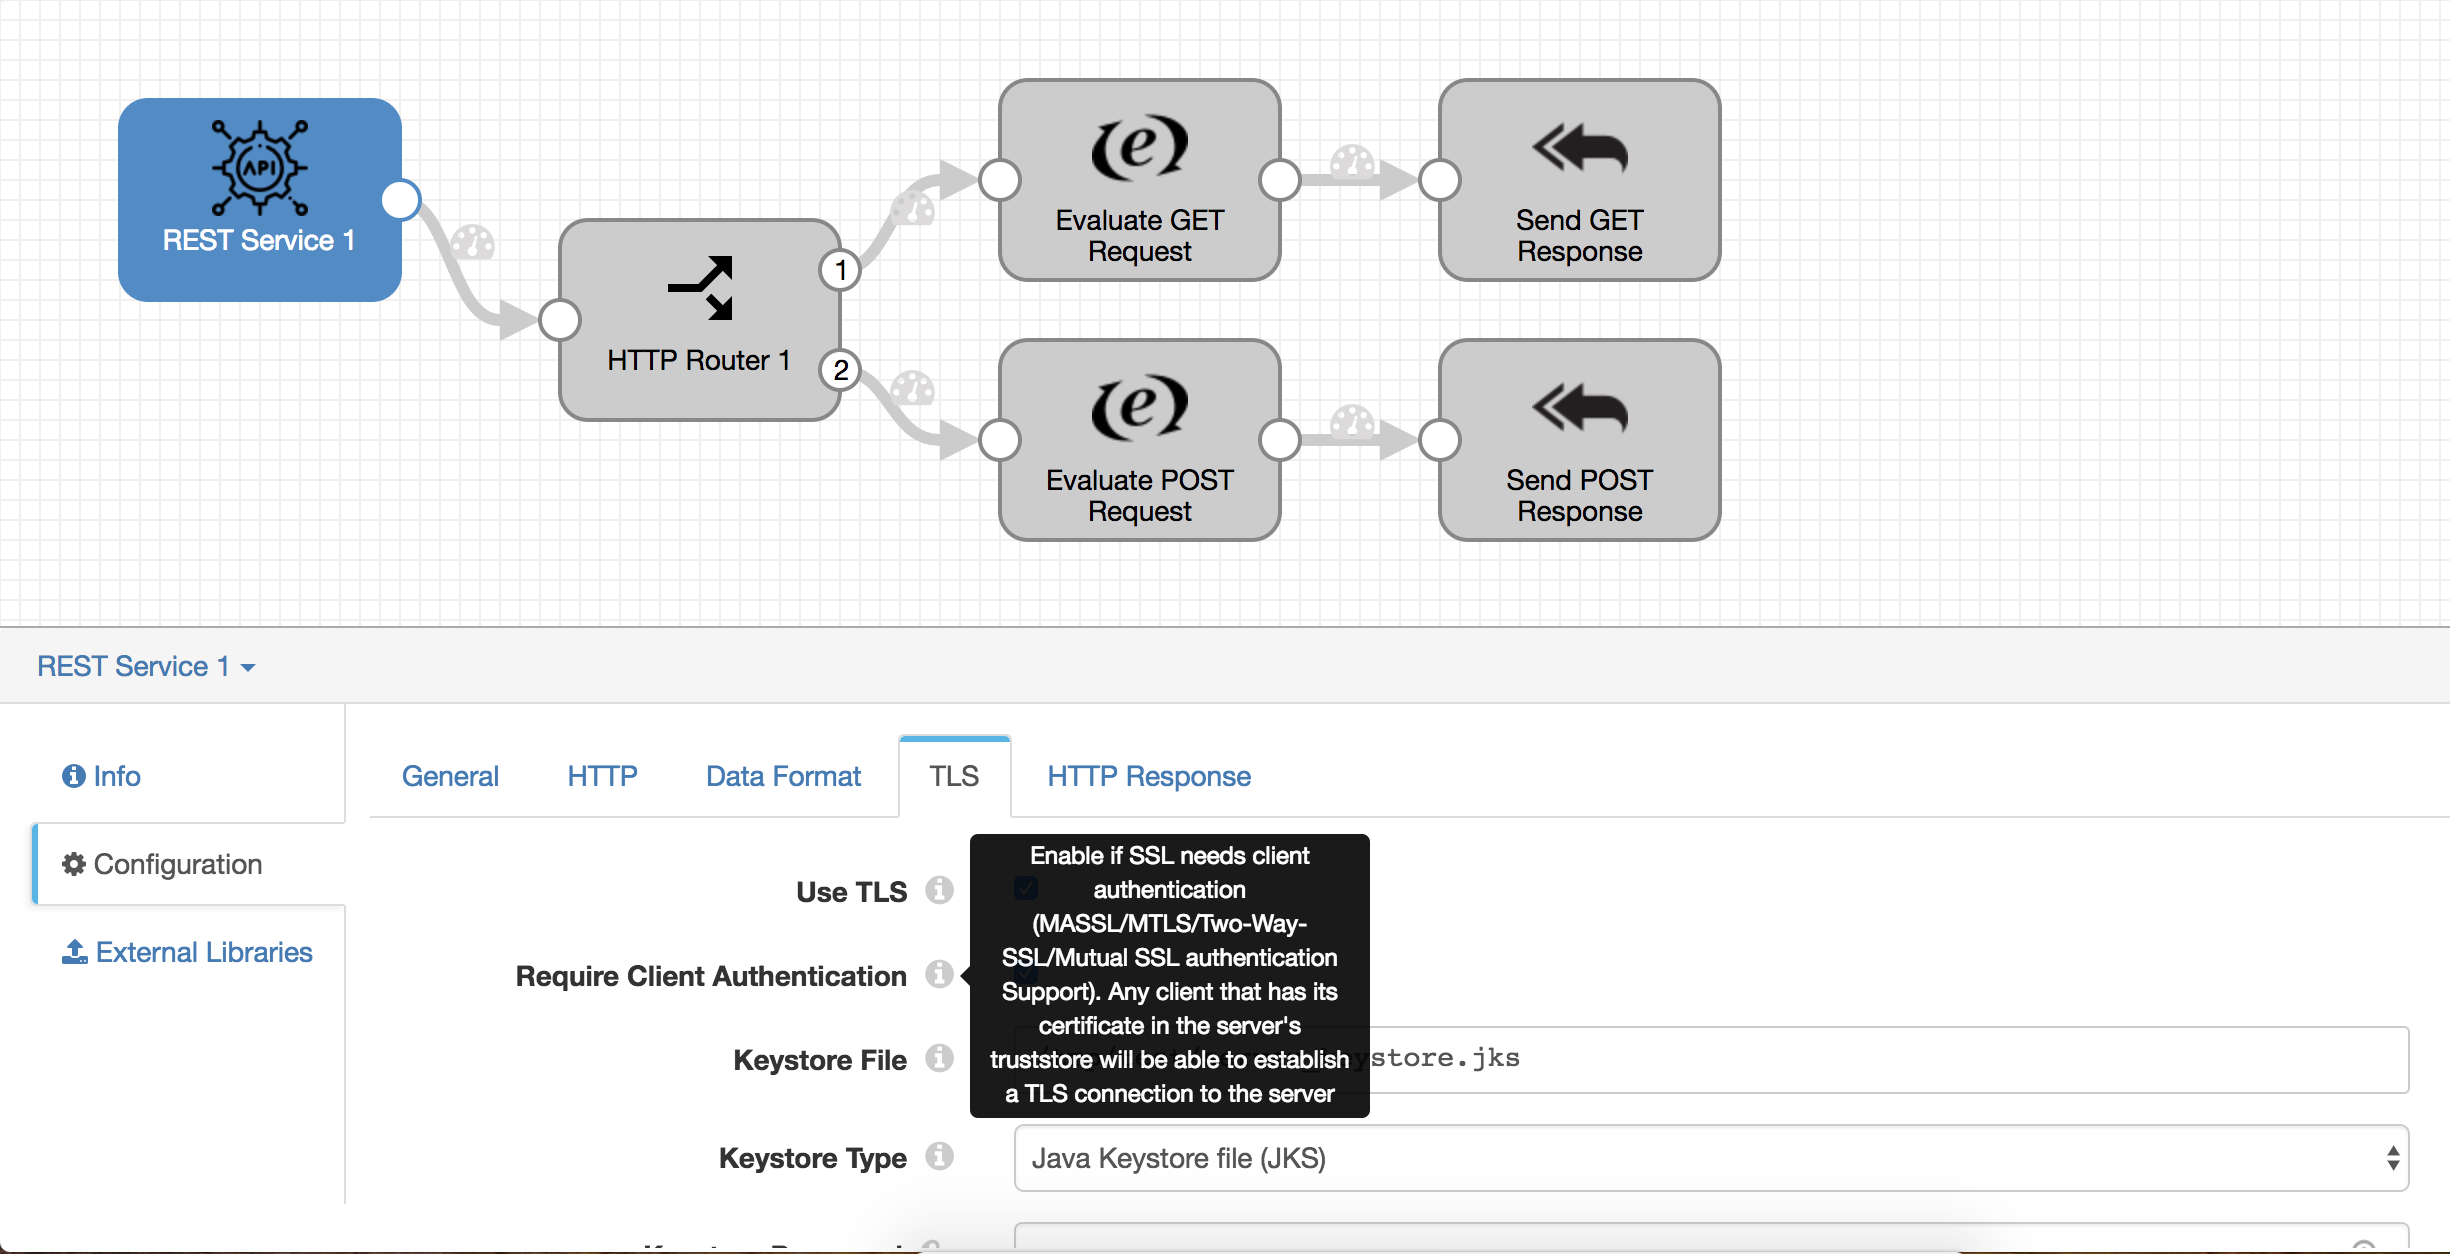 API
REST Service 1
HTTP Router 1
1
2
Evaluate GET
Request
Send GET
Response
Evaluate POST
Request
Send POST
Response
REST Service 1
Info
Configuration
External Libraries
General
HTTP
Data Format
TLS
HTTP Response
Use TLS
Require Client Authentication
Enable if SSL needs client
authentication
(MASSL/MTLS/Two-Way-
SSL/Mutual SSL authentication
Support). Any client that has its
certificate in the server's
truststore will be able to establish
a TLS connection to the server
Keystore File
ystore.jks
Keystore Type
Java Keystore file (JKS)